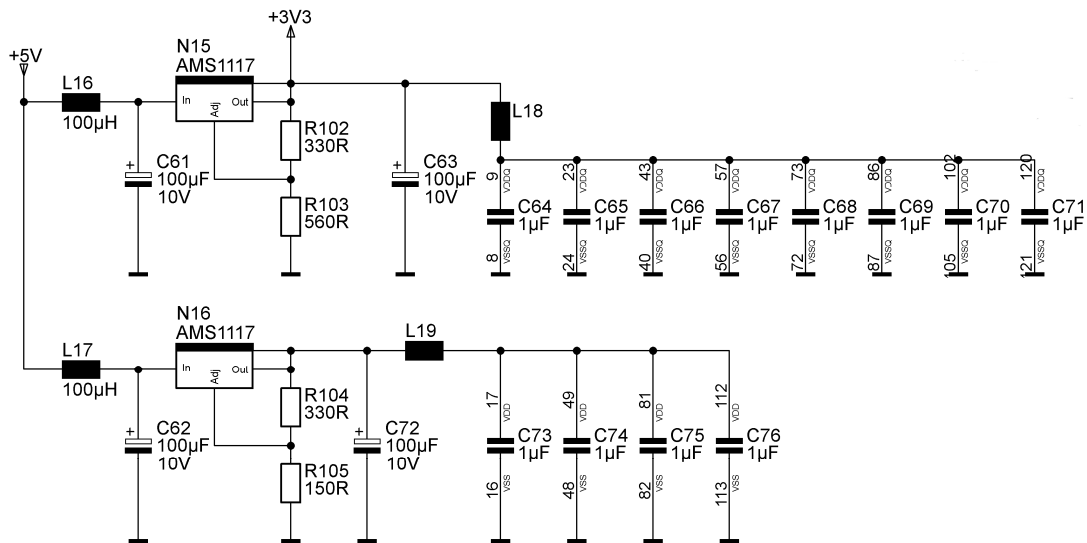 +3V3
+5V
N15
AMS1117
L16
100µH
In
Out
Adj
R102
330R
R103
560R
C61
100µF
10V
C63
100µF
10V
L18
9
VDDQ
23
VDDQ
43
VDDQ
57
VDDQ
73
VDDQ
86
VDDQ
102
VDDQ
120
VDDQ
C64
1µF
C65
1µF
C66
1µF
C67
1µF
C68
1µF
C69
1µF
C70
1µF
C71
1µF
8
VSSQ
24
VSSQ
40
VSSQ
56
VSSQ
72
VSSQ
87
VSSQ
105
VSSQ
121
VSSQ
N16
AMS1117
L17
100µH
In
Out
Adj
L19
R104
330R
R105
150R
C62
100µF
10V
C72
100µF
10V
17
VDD
49
VDD
81
VDD
112
VDD
C73
1µF
C74
1µF
C75
1µF
C76
1µF
16
VSS
48
VSS
82
VSS
113
VSS